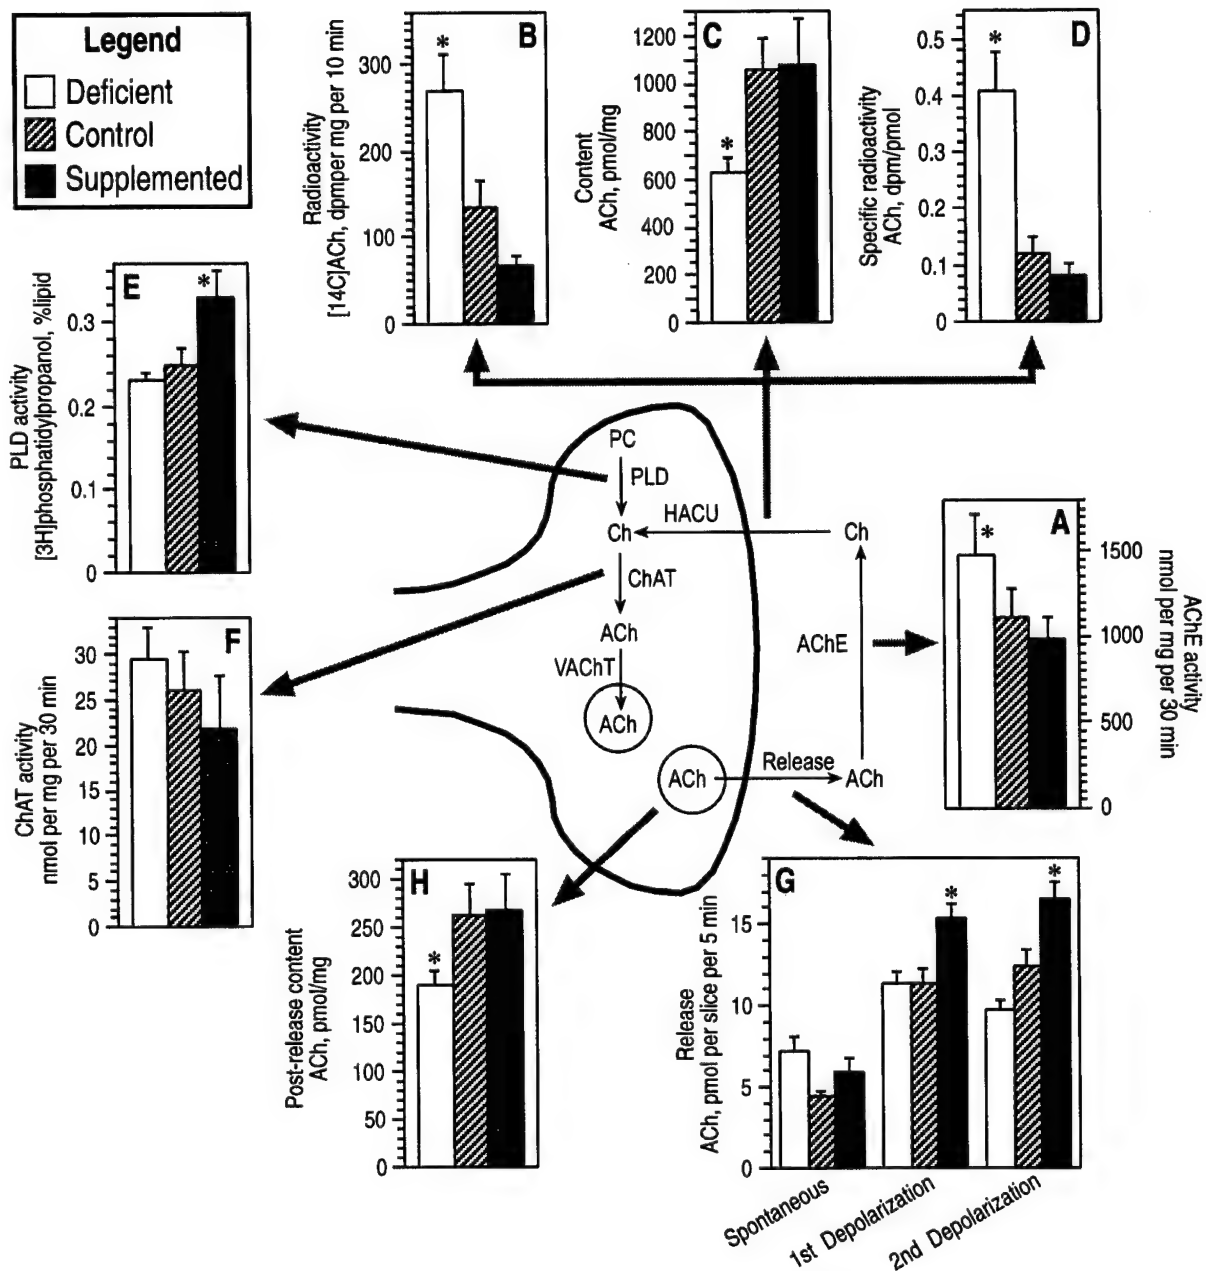 Legend
Deficient
Control
Supplemented
B
Radioactivity
[14C]ACh, dpmper mg per 10 min
300
200
100
0
*
C
Content
ACh, pmol/mg
1200
1000
800
600
400
200
0
*
D
Specific radioactivity
ACh, dpm/pmol
0.5
0.4
0.3
0.2
0.1
0
*
E
PLD activity
[3H]phosphatidylpropanol, %lipid
0.3
0.2
0.1
0
*
PC
PLD
Ch
HACU
Ch
ChAT
ACh
VAChT
ACh
ACh
Release
ACh
AChE
A
AChE activity
nmol per mg per 30 min
1500
1000
500
0
*
F
ChAT activity
nmol per mg per 30 min
30
25
20
15
10
5
0
H
Post-release content
ACh, pmol/mg
300
250
200
150
100
50
0
*
G
Release
ACh, pmol per slice per 5 min
15
10
5
0
*
*
Spontaneous
1st Depolarization
2nd Depolarization